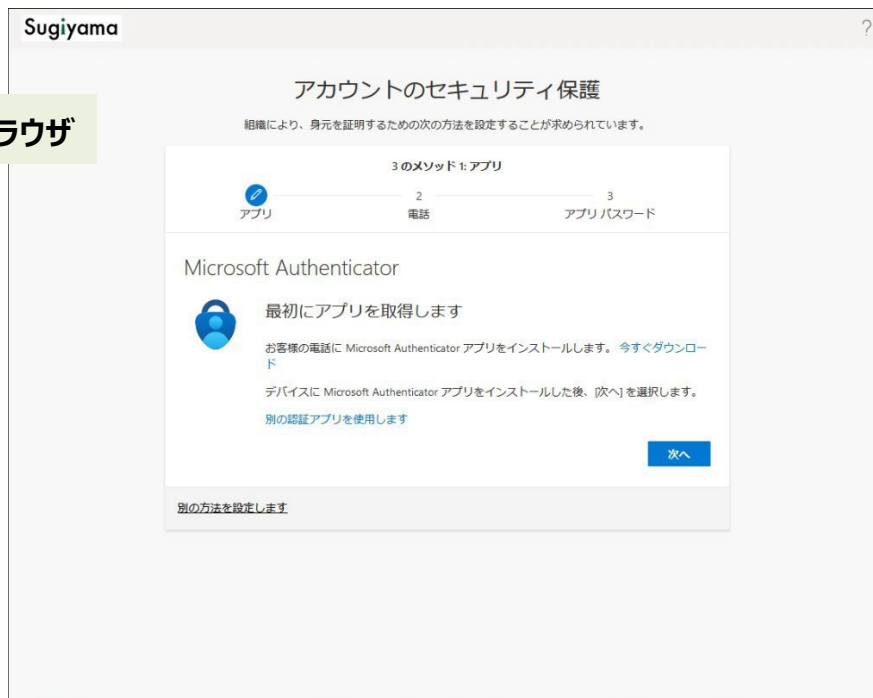 Sugiyama
?
アカウントのセキュリティ保護
ラウザ
組織により、身元を証明するための次の方法を設定することが求められています。
3 のメソッド 1: アプリ
2
3
アプリ
電話
アプリ パスワード
Microsoft Authenticator
最初にアプリを取得します
お客様の電話に Microsoft Authenticator アプリをインストールします。 今すぐダウンロー
ド
デバイスに Microsoft Authenticator アプリをインストールした後、[次へ] を選択します。
別の認証アプリを使用します
次へ
別の方法を設定します